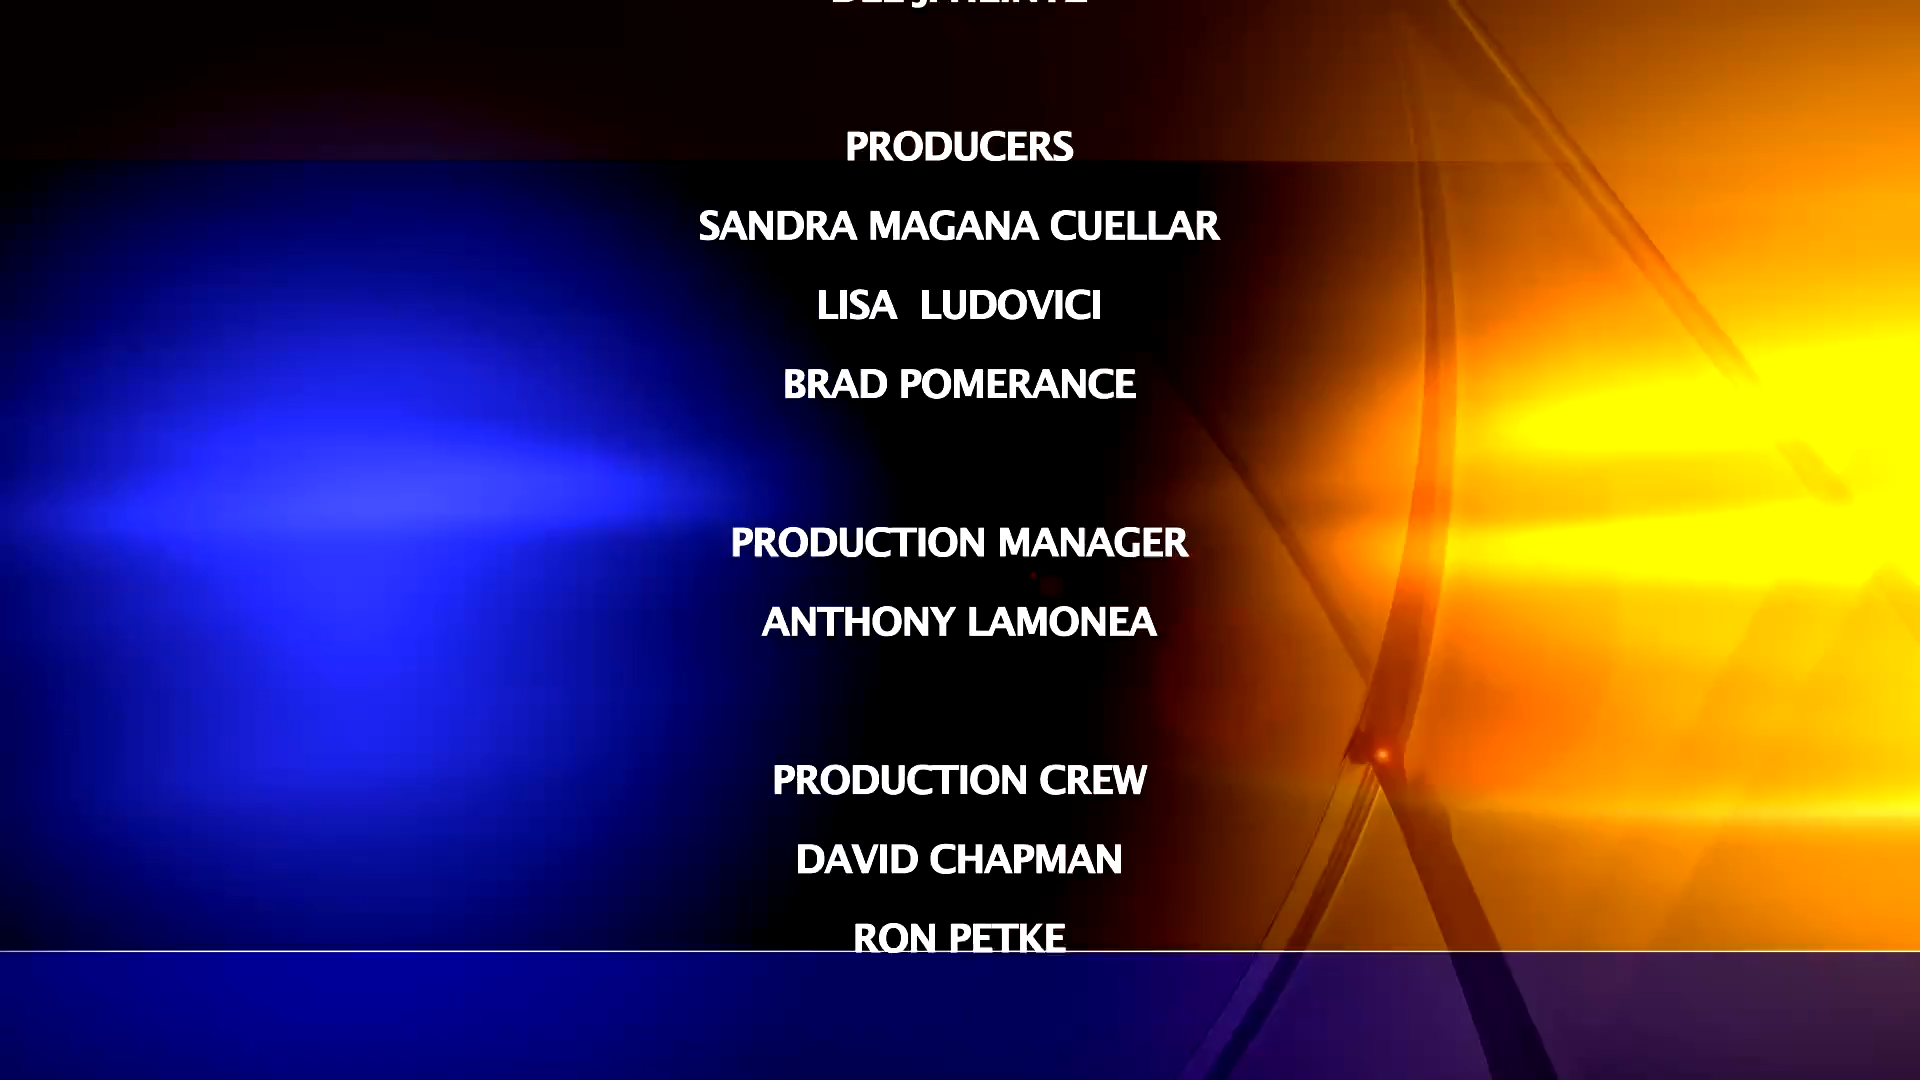 PRODUCERS
SANDRA MAGANA CUELLAR
LISA  LUDOVICI
BRAD POMERANCE
PRODUCTION MANAGER
ANTHONY LAMONEA
PRODUCTION CREW
DAVID CHAPMAN
RON PETKE